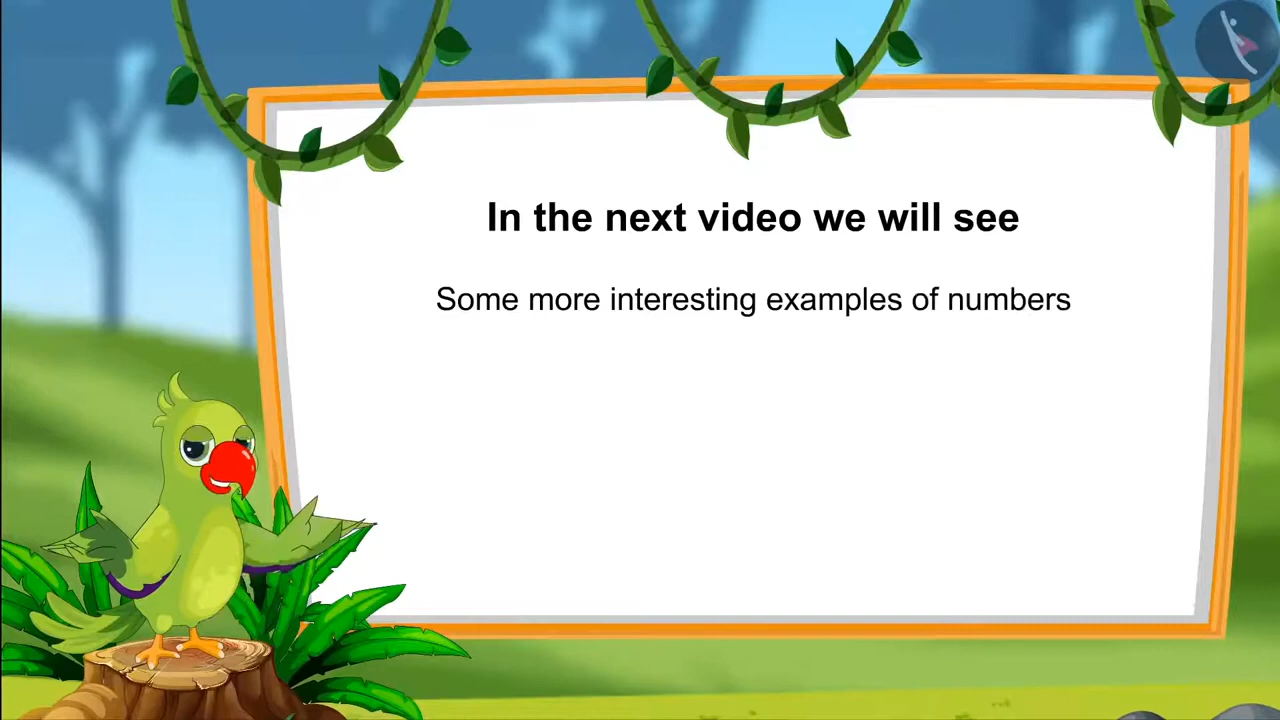 In the next video we will see
Some more interesting examples of numbers